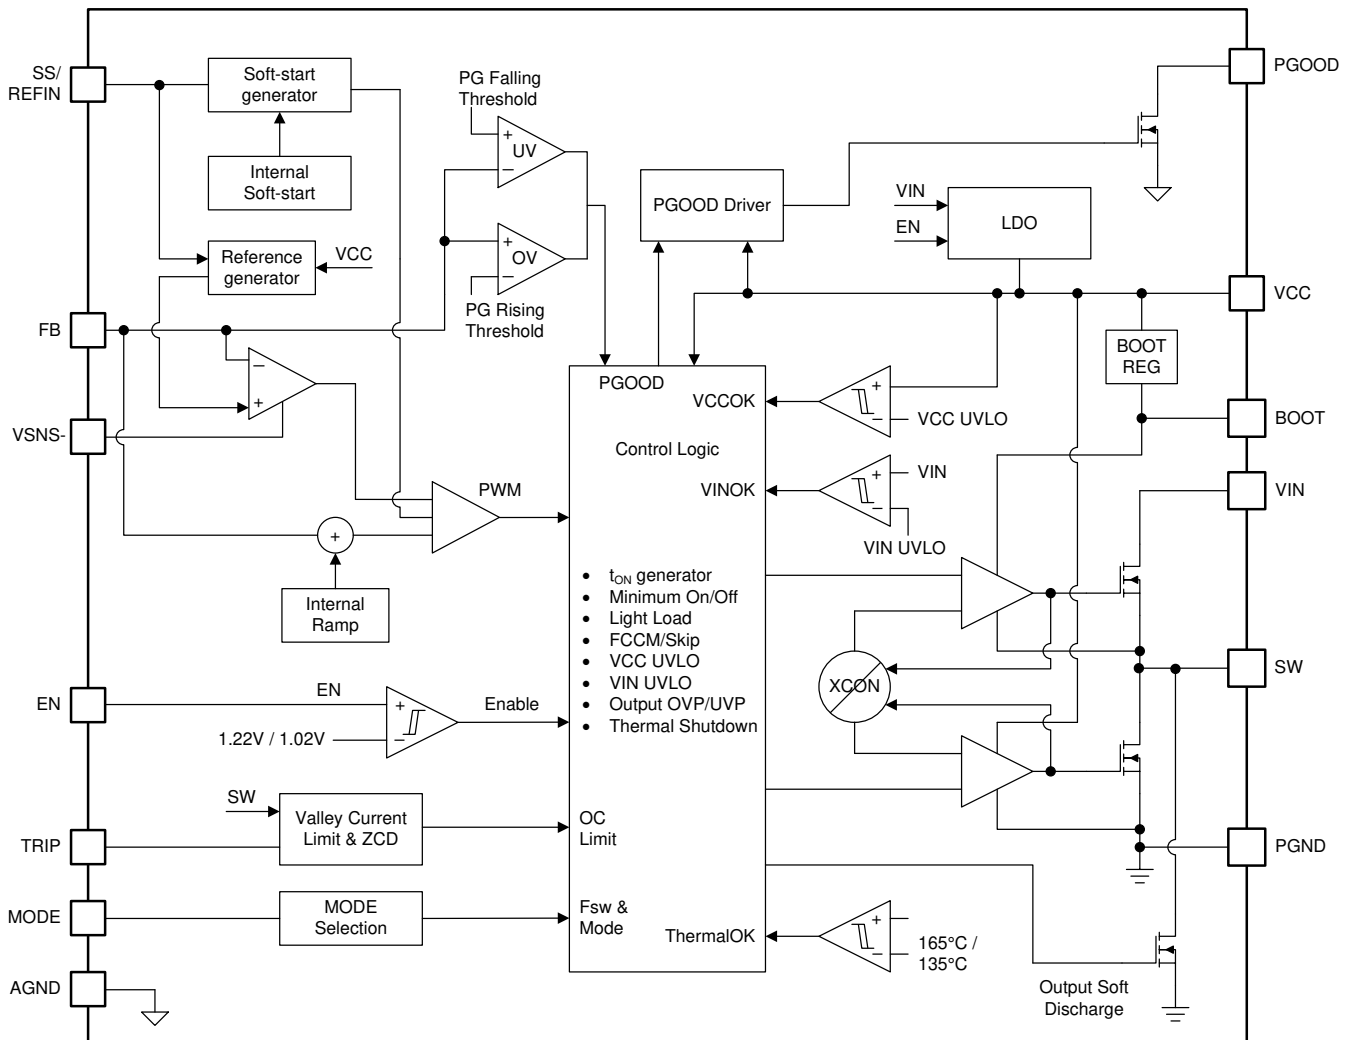 SS/
REFIN
Soft-start
generator
Internal
Soft-start
Reference
generator
VCC
PG Falling
Threshold
+
UV
−
+
OV
−
PG Rising
Threshold
PGOOD Driver
VIN
EN
LDO
PGOOD
VCC
BOOT
REG
BOOT
VIN
SW
PGND
FB
−
+
VSNS-
PWM
+
Internal
Ramp
PGOOD
VCCOK
+
−
VCC UVLO
Control Logic
VINOK
+
−
VIN
VIN UVLO
• tON generator
• Minimum On/Off
• Light Load
• FCCM/Skip
• VCC UVLO
• VIN UVLO
• Output OVP/UVP
• Thermal Shutdown
XCON
EN
EN
+
−
1.22V / 1.02V
Enable
SW
Valley Current
Limit & ZCD
OC
Limit
TRIP
MODE
MODE
Selection
Fsw &
Mode
ThermalOK
+
−
165°C /
135°C
Output Soft
Discharge
AGND